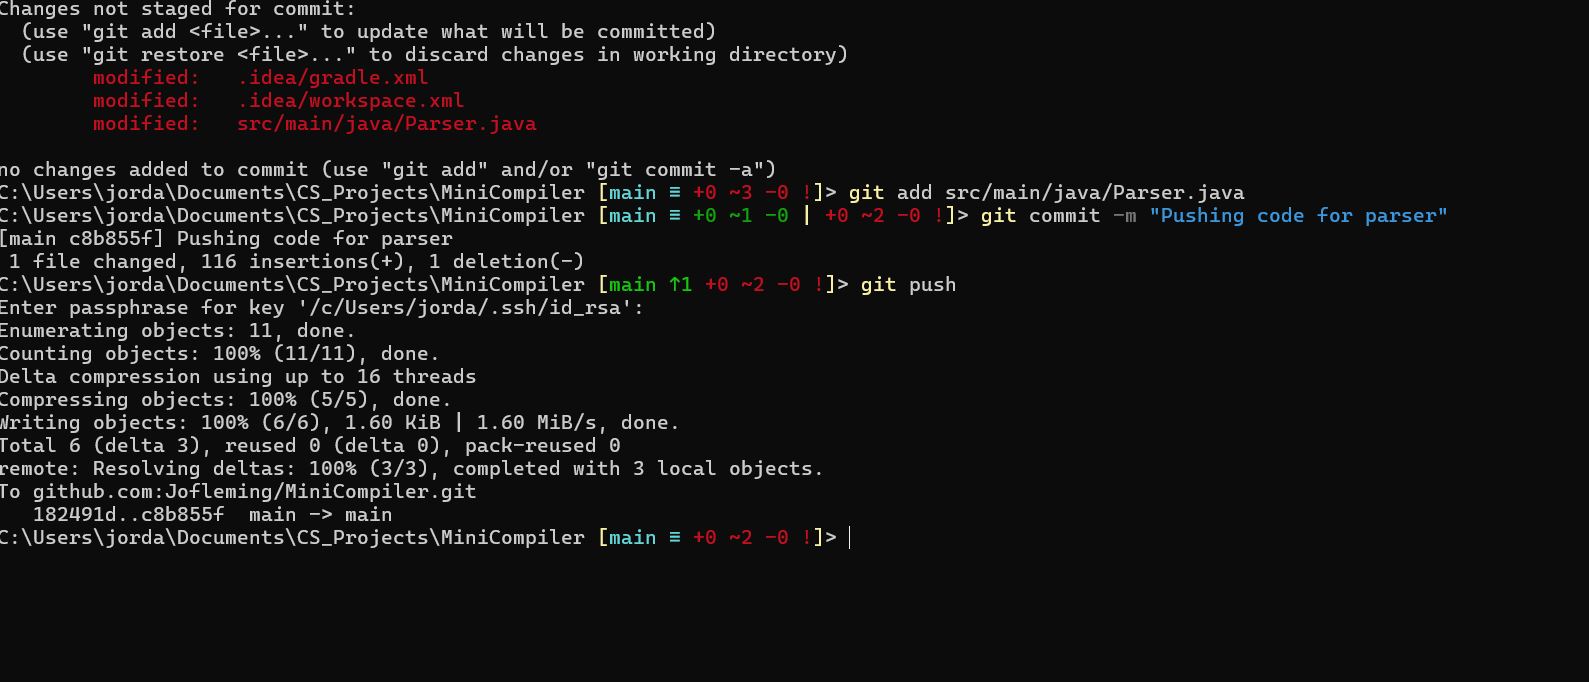 Changes not staged for commit:
  (use "git add <file>..." to update what will be committed)
  (use "git restore <file>..." to discard changes in working directory)
        modified:   .idea/gradle.xml
        modified:   .idea/workspace.xml
        modified:   src/main/java/Parser.java

no changes added to commit (use "git add" and/or "git commit -a")
C:\Users\jorda\Documents\CS_Projects\MiniCompiler [main ≡ +0 ~3 -0 !]> git add src/main/java/Parser.java
C:\Users\jorda\Documents\CS_Projects\MiniCompiler [main ≡ +0 ~1 -0 | +0 ~2 -0 !]> git commit -m "Pushing code for parser"
[main c8b855f] Pushing code for parser
 1 file changed, 116 insertions(+), 1 deletion(-)
C:\Users\jorda\Documents\CS_Projects\MiniCompiler [main ↑1 +0 ~2 -0 !]> git push
Enter passphrase for key '/c/Users/jorda/.ssh/id_rsa':
Enumerating objects: 11, done.
Counting objects: 100% (11/11), done.
Delta compression using up to 16 threads
Compressing objects: 100% (5/5), done.
Writing objects: 100% (6/6), 1.60 KiB | 1.60 MiB/s, done.
Total 6 (delta 3), reused 0 (delta 0), pack-reused 0
remote: Resolving deltas: 100% (3/3), completed with 3 local objects.
To github.com:Jofleming/MiniCompiler.git
   182491d..c8b855f  main -> main
C:\Users\jorda\Documents\CS_Projects\MiniCompiler [main ≡ +0 ~2 -0 !]>